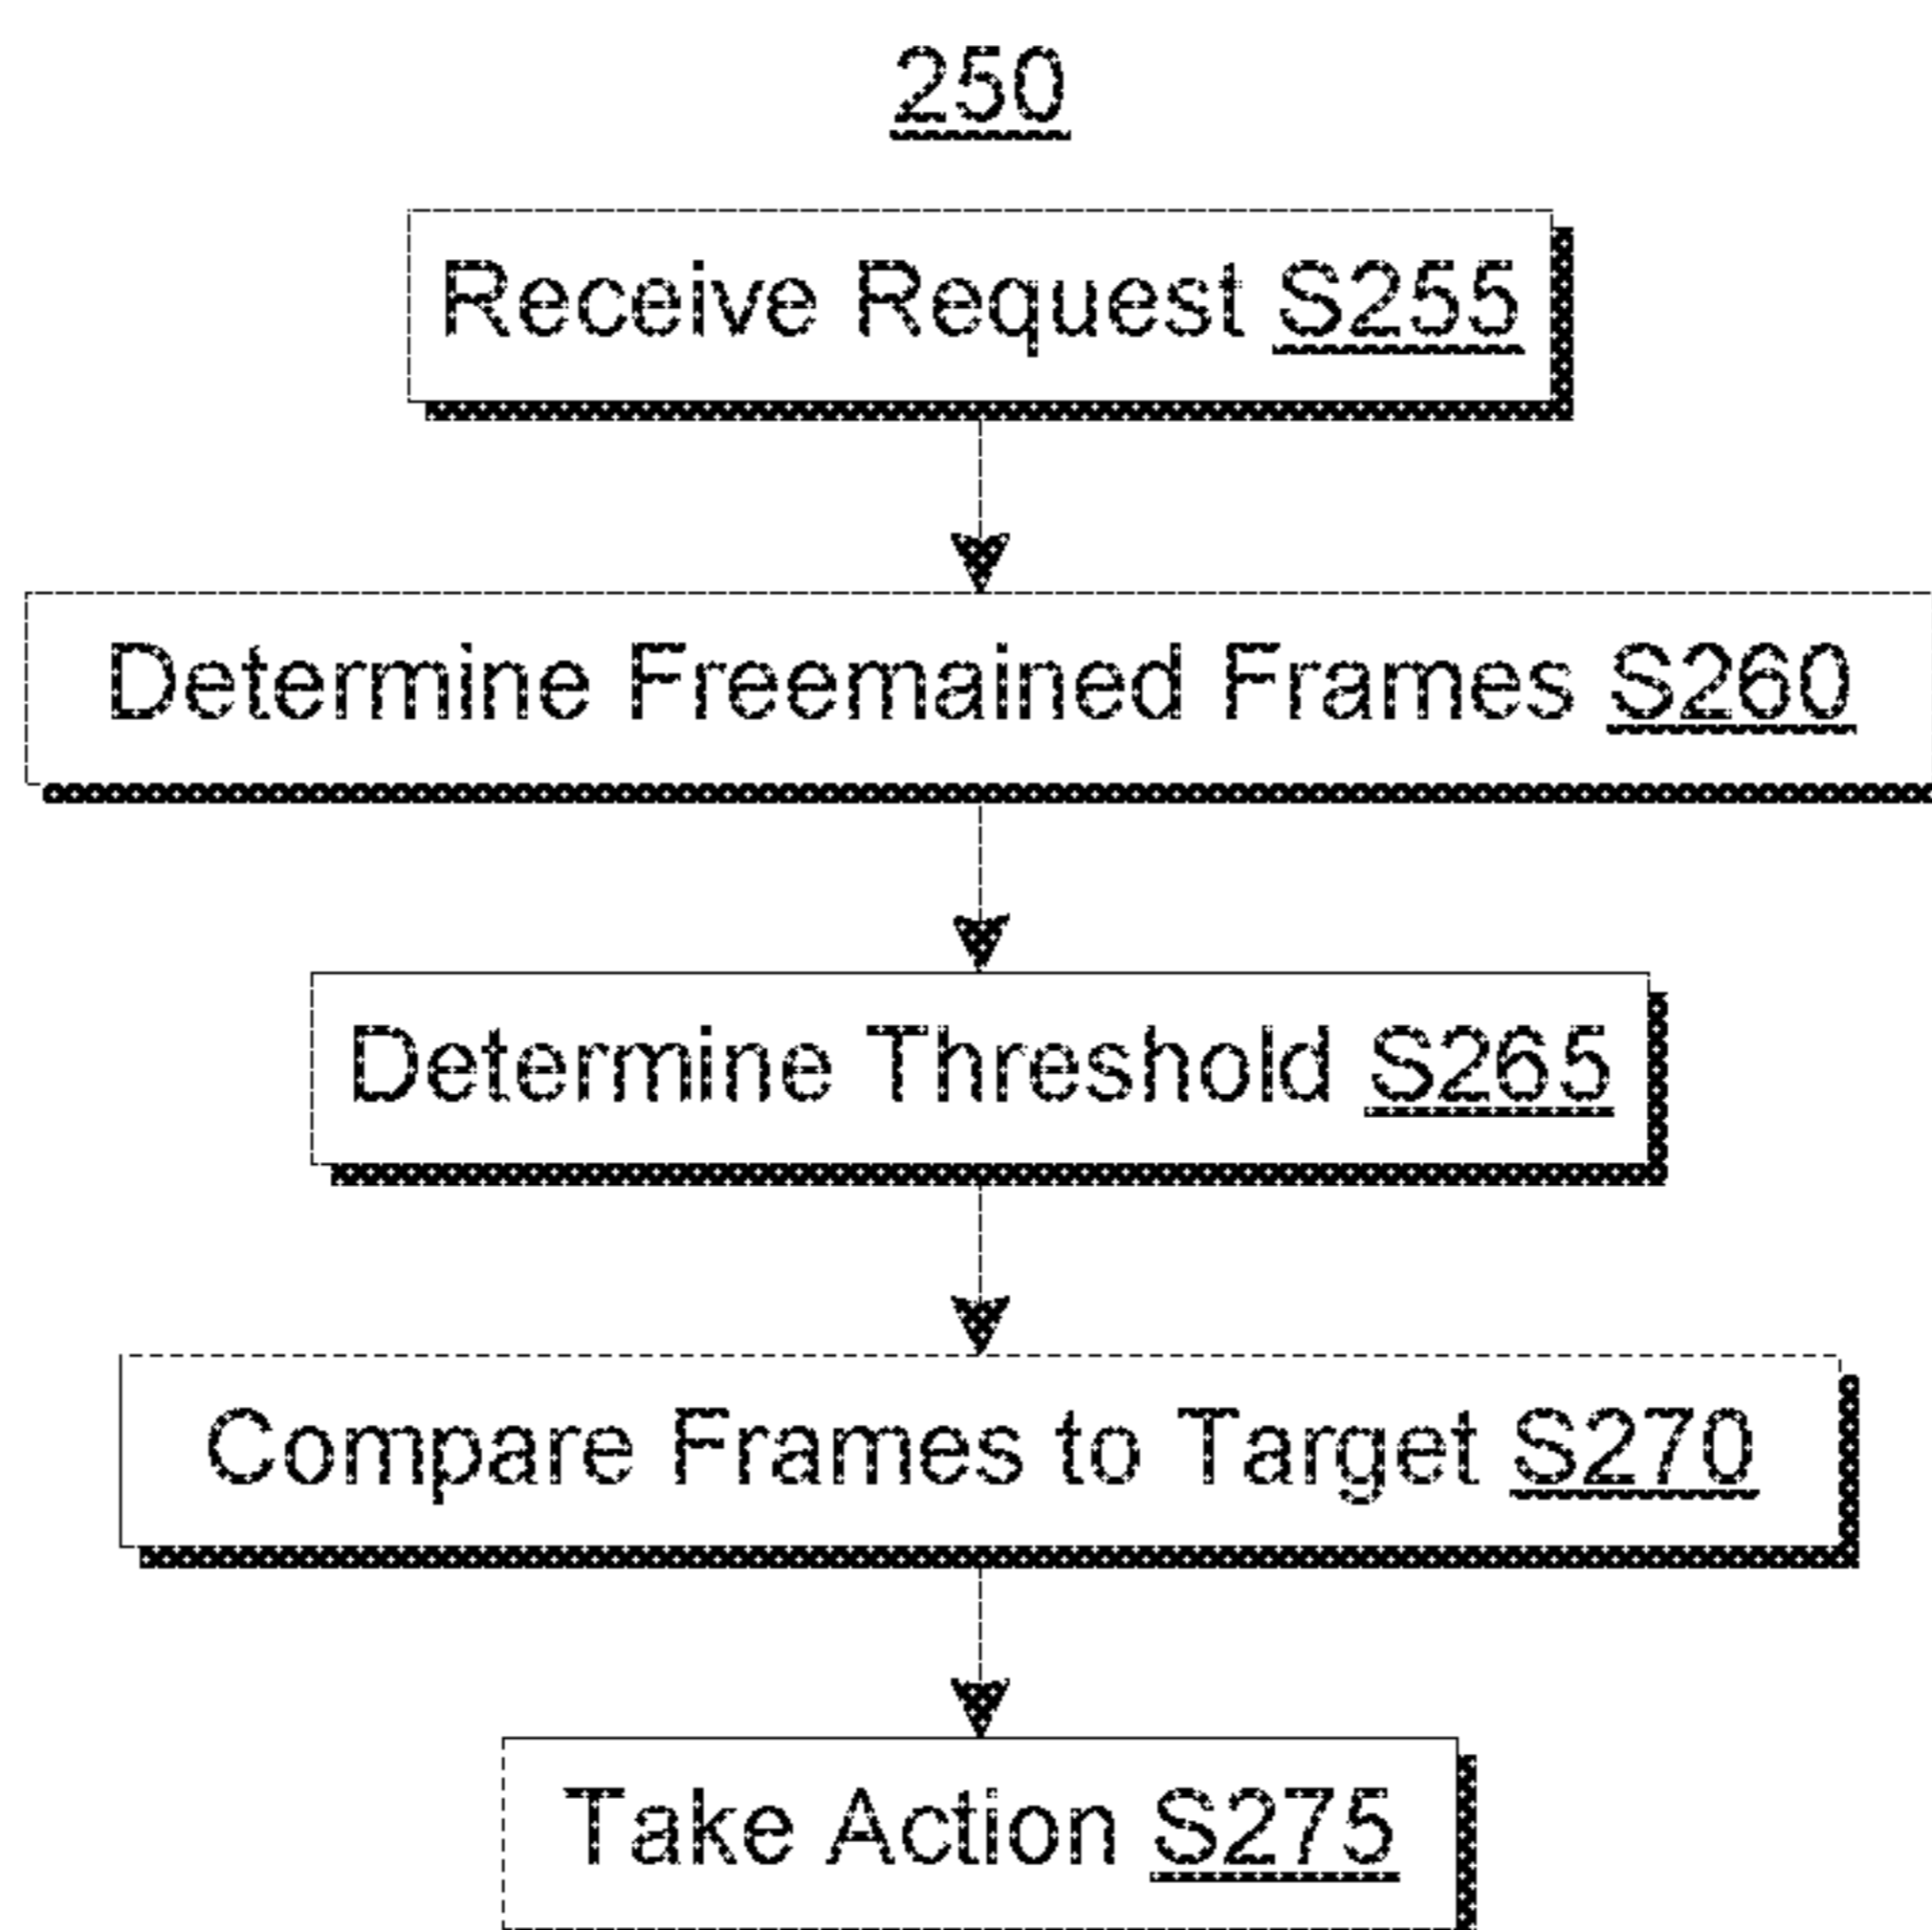 250
Receive Request S255
Determine Freemained Frames S260
Determine Threshold S265
Compare Frames to Target S270
Take Action S275